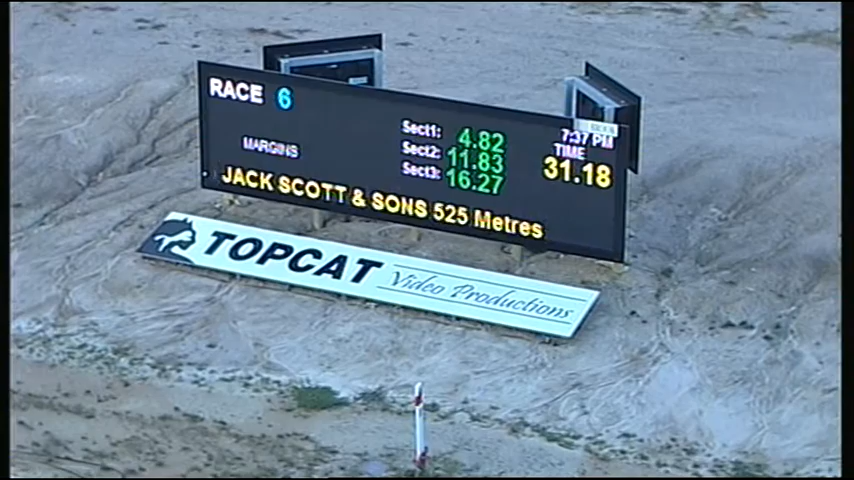 RACE 6
7:37 PM
MARGINS
Sect1: 4.82
Sect2: 11.83
Sect3: 16.27
TIME
31.18
JACK SCOTT & SONS 525 Metres
TOPCAT Video Productions